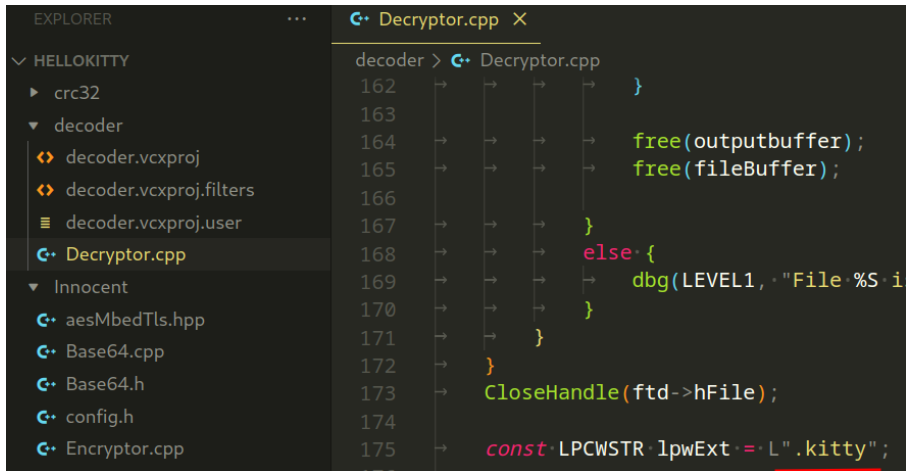 EXPLORER ···
HELLOKITTY
crc32
decoder
decoder.vcxproj
decoder.vcxproj.filters
decoder.vcxproj.user
Decryptor.cpp
Innocent
aesMbedTls.hpp
Base64.cpp
Base64.h
config.h
Encryptor.cpp
Decryptor.cpp ×
decoder > Decryptor.cpp
162 }
163
164 free(outputbuffer);
165 free(fileBuffer);
166
167 }
168 else {
169 dbg(LEVEL1, "File %S i
170 }
171 }
172 }
173 CloseHandle(ftd->hFile);
174
175 const LPCWSTR lpwExt = L".kitty";